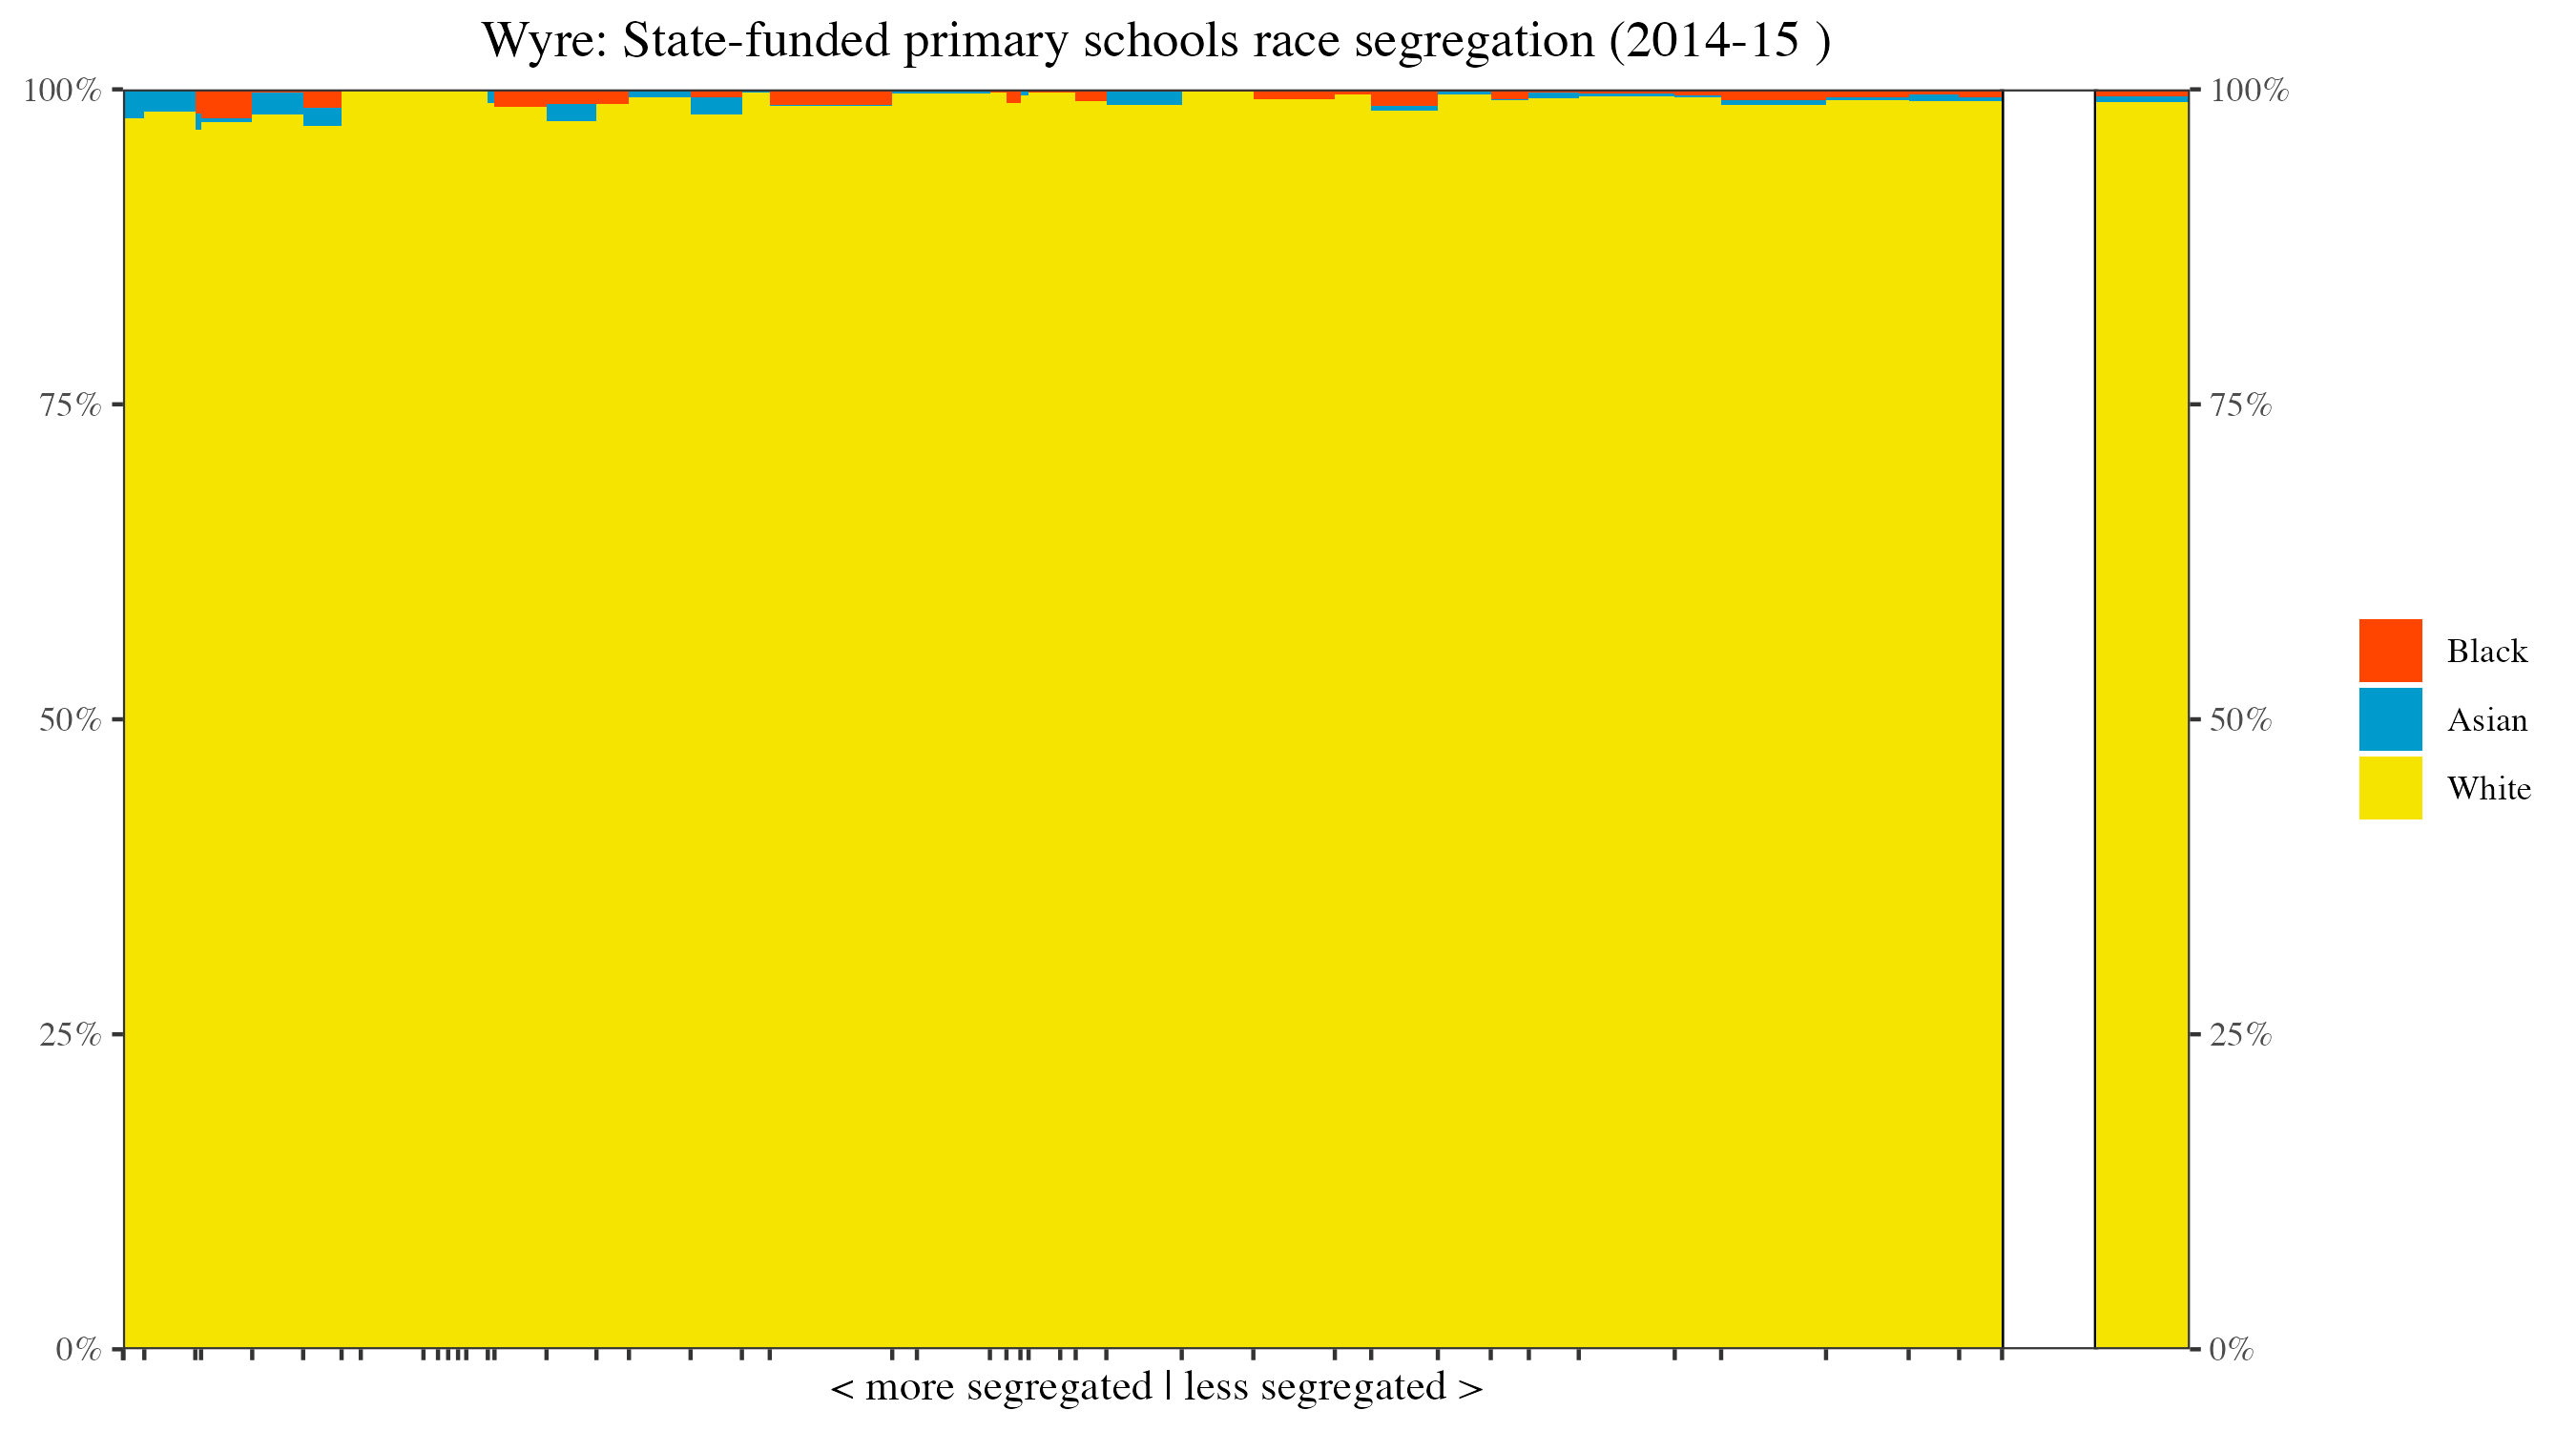 Wyre: State-funded primary schools race segregation (2014-15 )
100%
75%
50%
25%
0%
100%
75%
50%
25%
0%
Black
Asian
White
< more segregated | less segregated >